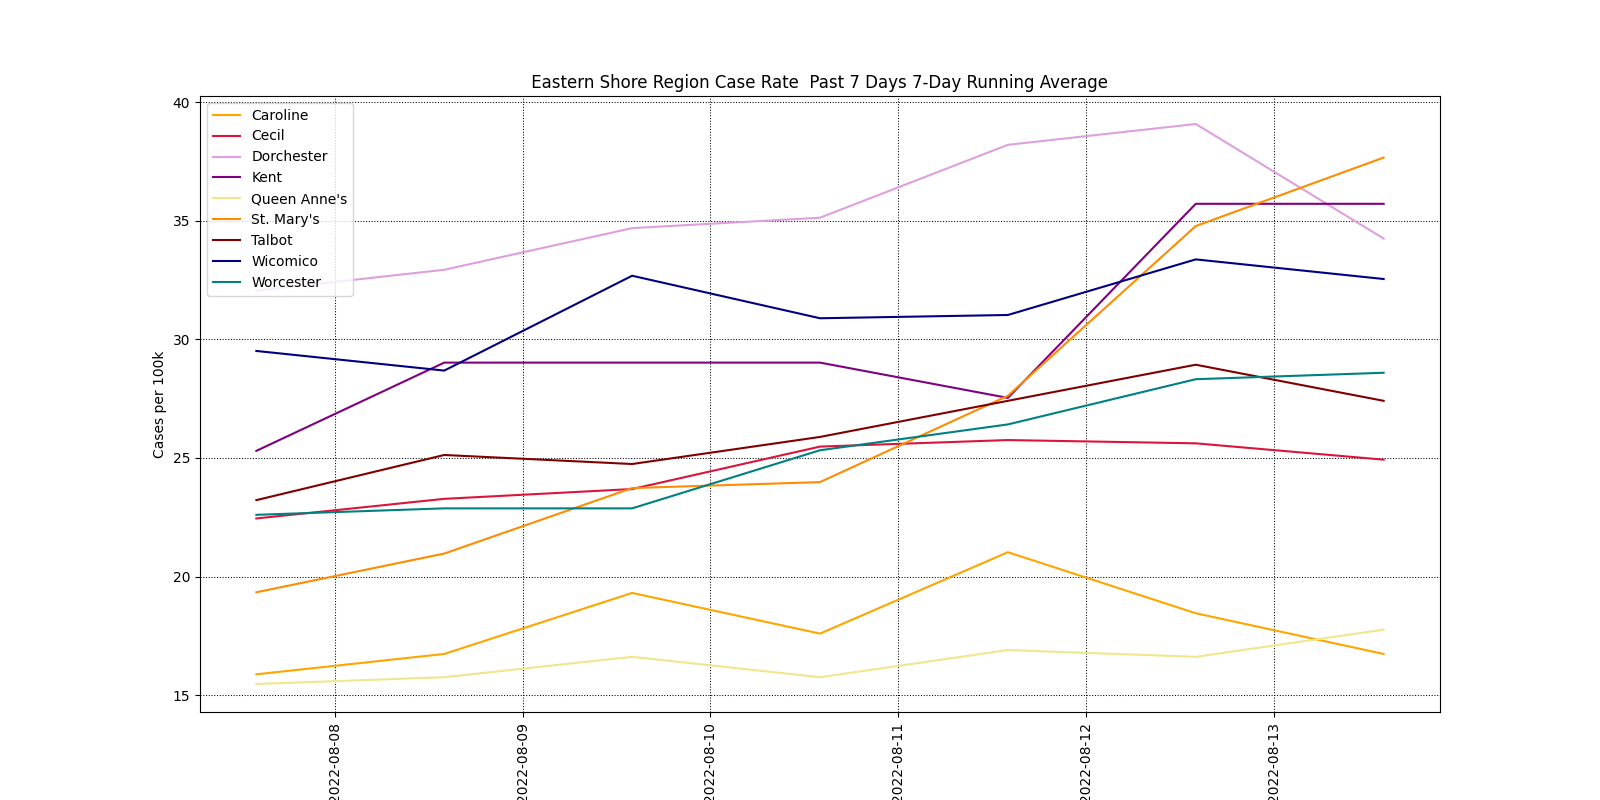 Eastern Shore Region Case Rate  Past 7 Days 7-Day Running Average
Cases per 100k
40
35
30
25
20
15
Caroline
Cecil
Dorchester
Kent
Queen Anne's
St. Mary's
Talbot
Wicomico
Worcester
2022-08-08
2022-08-09
2022-08-10
2022-08-11
2022-08-12
2022-08-13